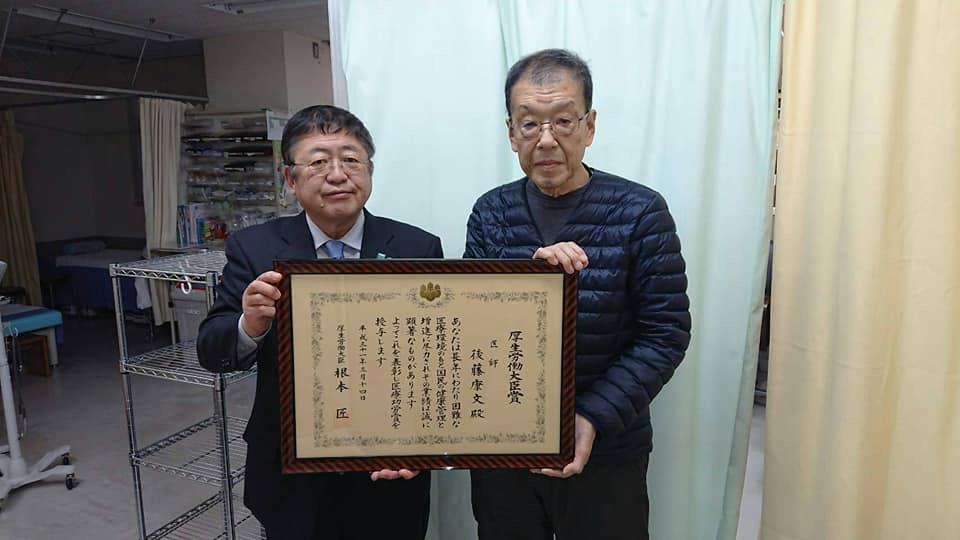 厚生労働大臣賞
医師
後藤康文殿
あなたは長年にわたり困難な
医療環境のもと国民の健康管理と
増進に尽力されその業績は誠に
顕著なものがあります
よってこれを表彰し医療功労賞を
授与します
平成三十一年三月十四日
厚生労働大臣 根本匠